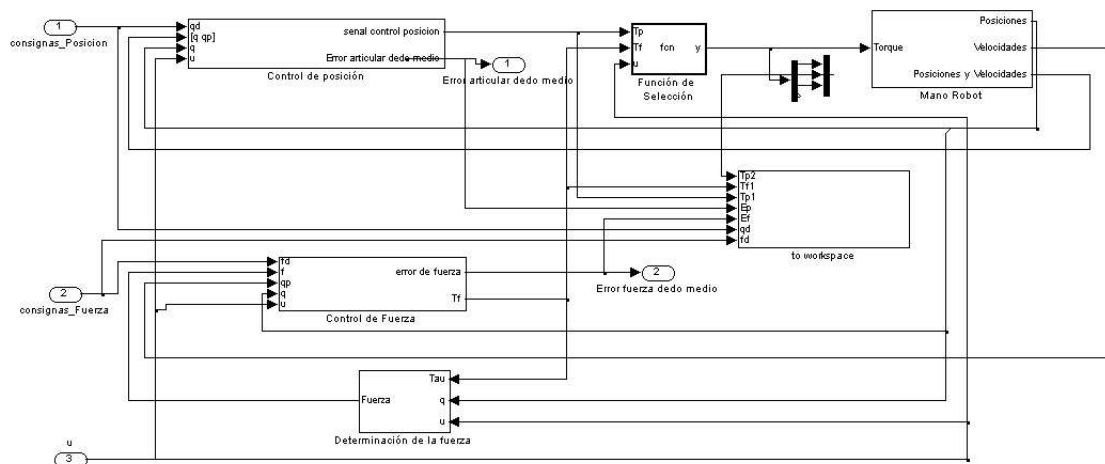 1
consignas_Posicion
qd
[q qp]
q
u
senal control posicion
Error articular dedo medio
Control de posición
1
Error articular dedo medio
Tp
Tf
u
fcn
y
Función de
Selección
Torque
Posiciones
Velocidades
Posiciones y Velocidades
Mano Robot
Tp2
Tf1
Tp1
Ep
Ef
qd
fd
to workspace
2
consignas_Fuerza
fd
f
qp
q
u
error de fuerza
Tf
Control de Fuerza
2
Error fuerza dedo medio
Fuerza
Tau
q
u
Determinación de la fuerza
u
3